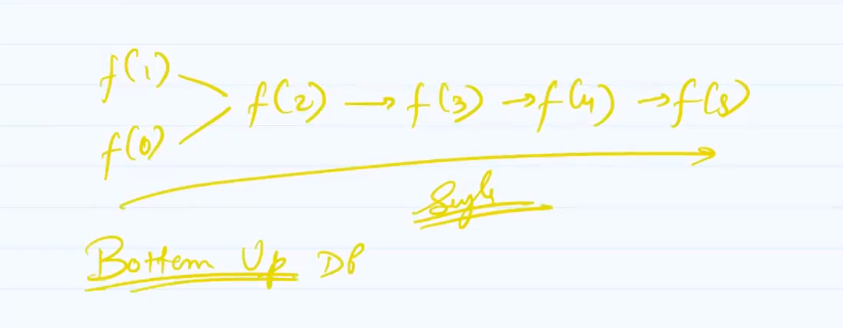 f(1)
f(0)
f(2) → f(3) → f(4) → f(5)
Bottom Up DP